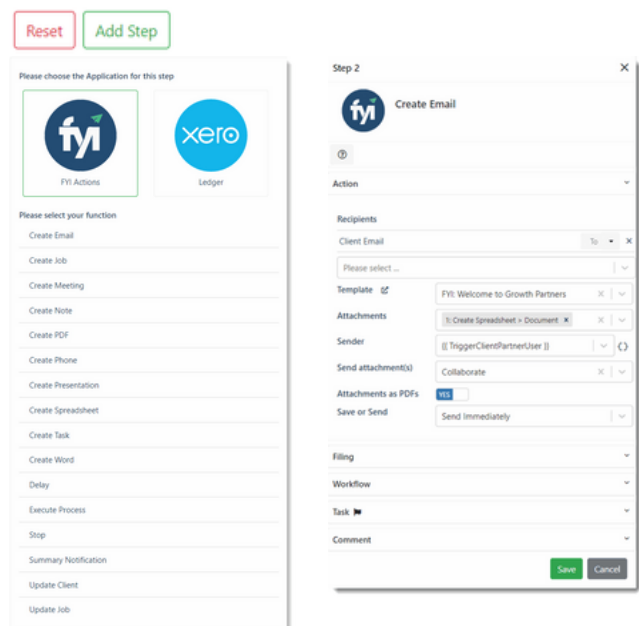 Reset
Add Step
Please choose the Application for this step
fyi
xero
FYI Actions
Ledger
Please select your function
Create Email
Create Job
Create Meeting
Create Note
Create PDF
Create Phone
Create Presentation
Create Spreadsheet
Create Task
Create Word
Delay
Execute Process
Stop
Summary Notification
Update Client
Update Job
Step 2
fyi
Create Email
Action
Recipients
Client Email
To
Please select ...
Template
FYI: Welcome to Growth Partners
Attachments
1: Create Spreadsheet > Document
Sender
{{ TriggerClientPartnerUser }}
Send attachment(s)
Collaborate
Attachments as PDFs
YES
Save or Send
Send Immediately
Filing
Workflow
Task
Comment
Save
Cancel